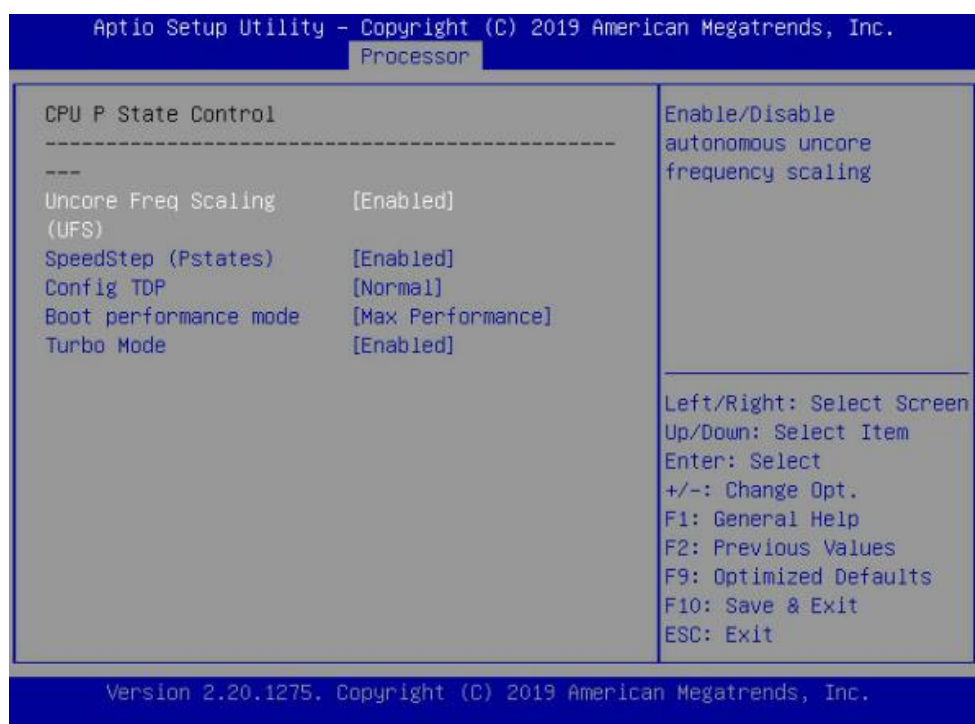 Aptio Setup Utility – Copyright (C) 2019 American Megatrends, Inc.
Processor
CPU P State Control
-----------------------------------------------
---
Uncore Freq Scaling [Enabled]
(UFS)
SpeedStep (Pstates) [Enabled]
Config TDP [Normal]
Boot performance mode [Max Performance]
Turbo Mode [Enabled]
Enable/Disable
autonomous uncore
frequency scaling
Left/Right: Select Screen
Up/Down: Select Item
Enter: Select
+/-: Change Opt.
F1: General Help
F2: Previous Values
F9: Optimized Defaults
F10: Save & Exit
ESC: Exit
Version 2.20.1275. Copyright (C) 2019 American Megatrends, Inc.